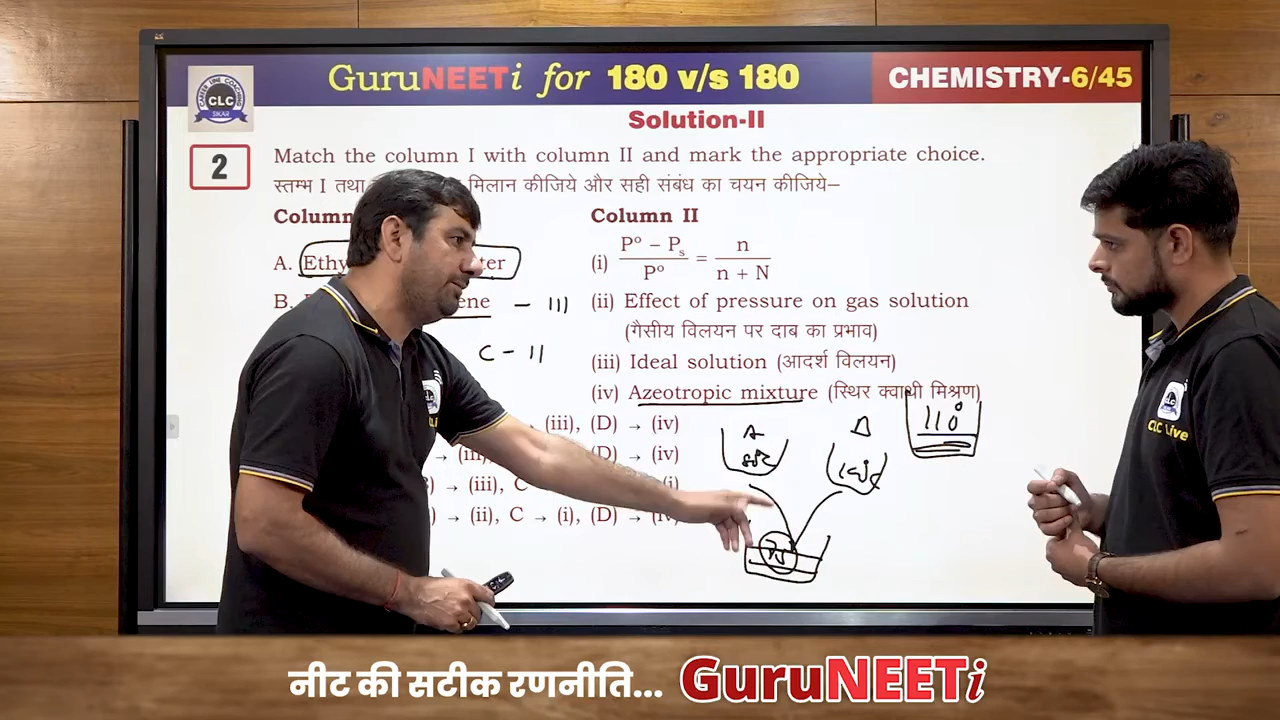 GuruNEETi for 180 v/s 180
CHEMISTRY-6/45
CLC
SIKAR
Solution-II
2
Match the column I with column II and mark the appropriate choice.
स्तम्भ I तथा मिलान कीजिये और सही संबंध का चयन कीजिये–
Column
Column II
A.
(i) P° – Ps / P° = n / n + N
B.
– III
(ii) Effect of pressure on gas solution
(गैसीय विलयन पर दाब का प्रभाव)
C – II
(iii) Ideal solution (आदर्श विलयन)
(iv) Azeotropic mixture (स्थिर क्वाथी मिश्रण)
110°
(iii), (D) → (iv)
A
→ (iii) (D) → (iv)
→ (iii), C (i)
→ (ii), C → (i), (D) → (iv)
CLC Live
नीट की सटीक रणनीति... GuruNEETi